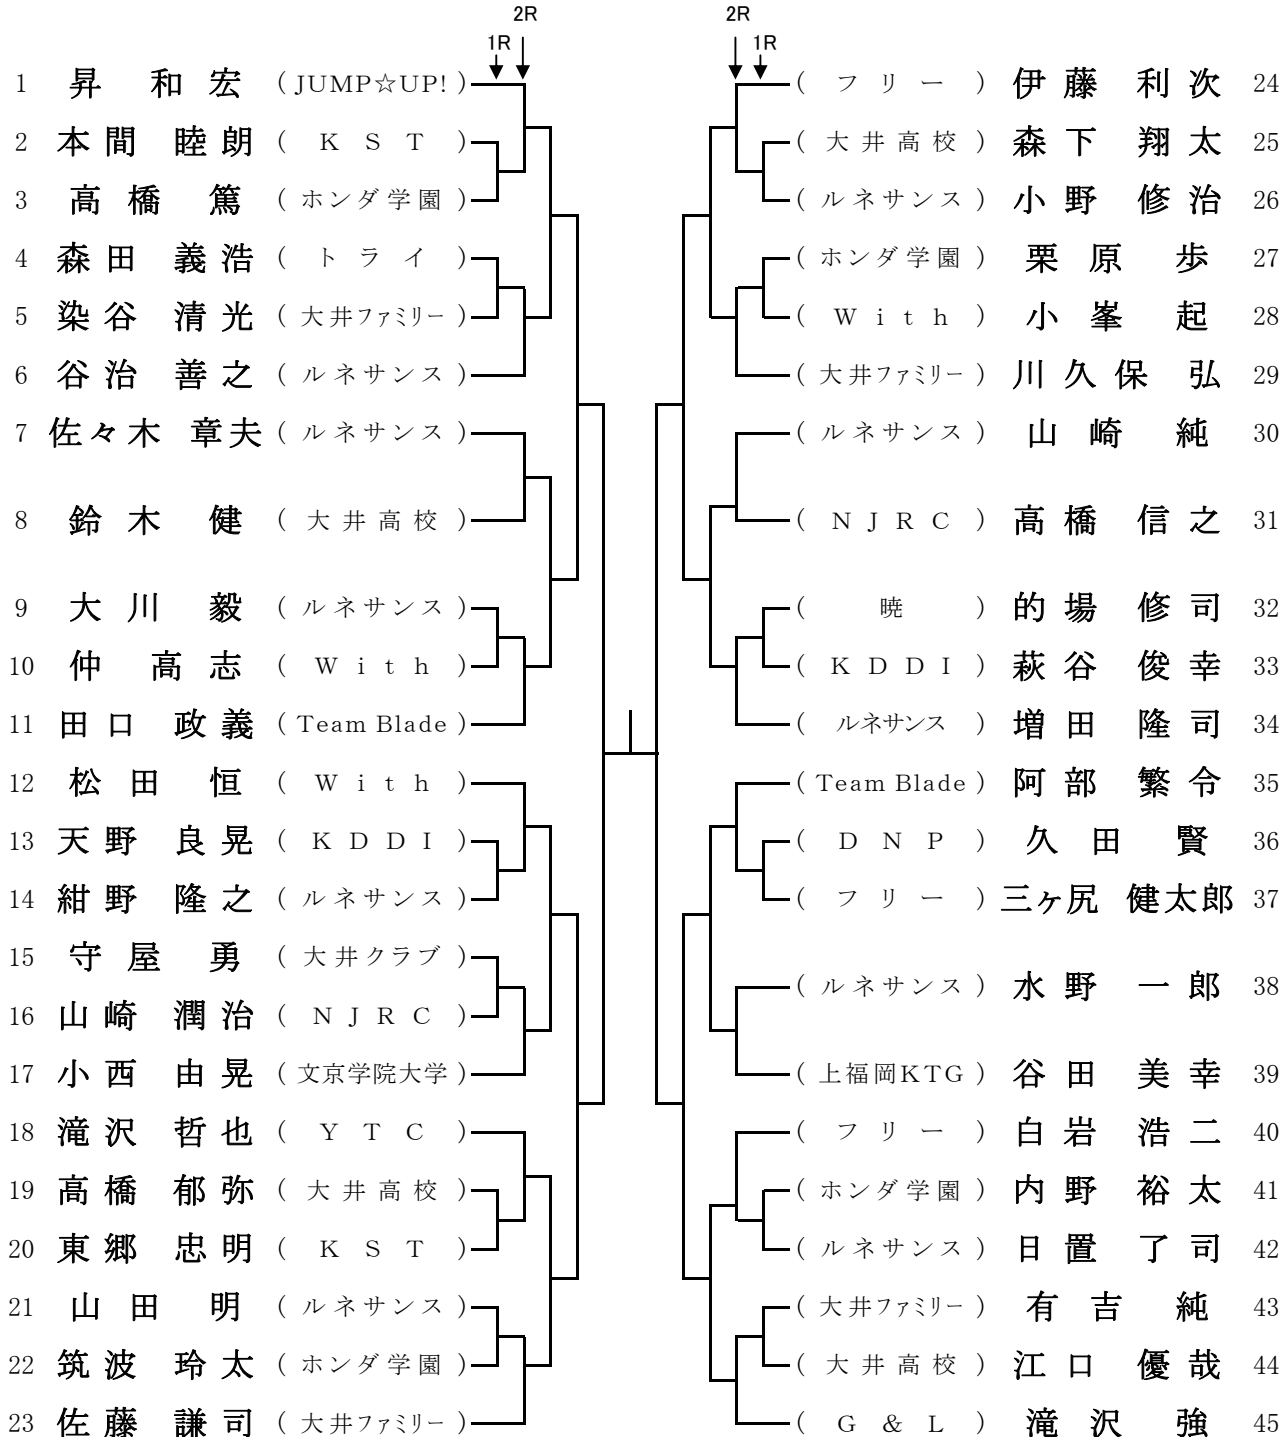 2R 2R
1R 1R
1 昇 和宏 (JUMP☆UP!)
2 本間 睦朗 (KST)
3 高橋 篤 (ホンダ学園)
4 森田 義浩 (トライ)
5 染谷 清光 (大井ファミリー)
6 谷治 善之 (ルネサンス)
7 佐々木 章夫 (ルネサンス)
8 鈴木 健 (大井高校)
9 大川 毅 (ルネサンス)
10 仲 高志 (With)
11 田口 政義 (Team Blade)
12 松田 恒 (With)
13 天野 良晃 (KDDI)
14 紺野 隆之 (ルネサンス)
15 守屋 勇 (大井クラブ)
16 山崎 潤治 (NJRC)
17 小西 由晃 (文京学院大学)
18 滝沢 哲也 (YTC)
19 高橋 郁弥 (大井高校)
20 東郷 忠明 (KST)
21 山田 明 (ルネサンス)
22 筑波 玲太 (ホンダ学園)
23 佐藤 謙司 (大井ファミリー)
(フリー) 伊藤 利次 24
(大井高校) 森下 翔太 25
(ルネサンス) 小野 修治 26
(ホンダ学園) 栗原 歩 27
(With) 小峯 起 28
(大井ファミリー) 川久保 弘 29
(ルネサンス) 山崎 純 30
(NJRC) 高橋 信之 31
(暁) 的場 修司 32
(KDDI) 萩谷 俊幸 33
(ルネサンス) 増田 隆司 34
(Team Blade) 阿部 繁令 35
(DNP) 久田 賢 36
(フリー) 三ヶ尻 健太郎 37
(ルネサンス) 水野 一郎 38
(上福岡KTG) 谷田 美幸 39
(フリー) 白岩 浩二 40
(ホンダ学園) 内野 裕太 41
(ルネサンス) 日置 了司 42
(大井ファミリー) 有吉 純 43
(大井高校) 江口 優哉 44
(G&L) 滝沢 強 45